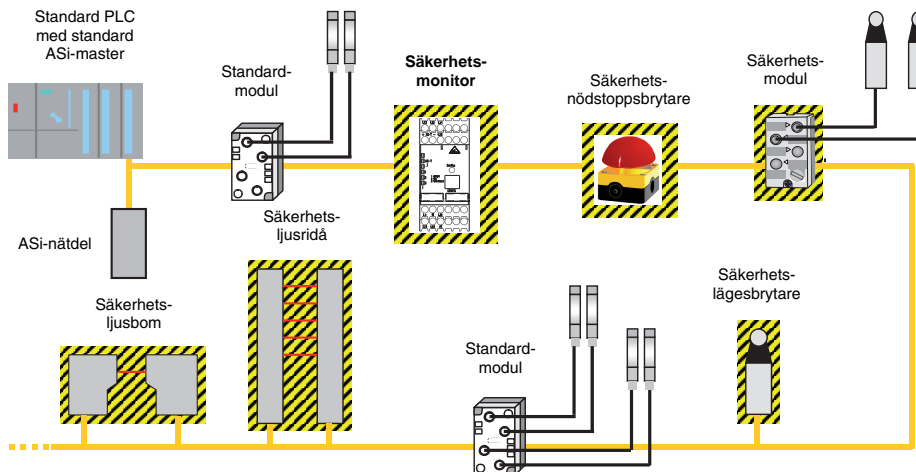 Standard PLC
med standard
ASi-master
Standard-
modul
Säkerhets-
monitor
Säkerhets-
nödstoppsbrytare
Säkerhets-
modul
ASi-nätdel
Säkerhets-
ljusridå
Säkerhets-
ljusbom
Standard-
modul
Säkerhets-
lägesbrytare